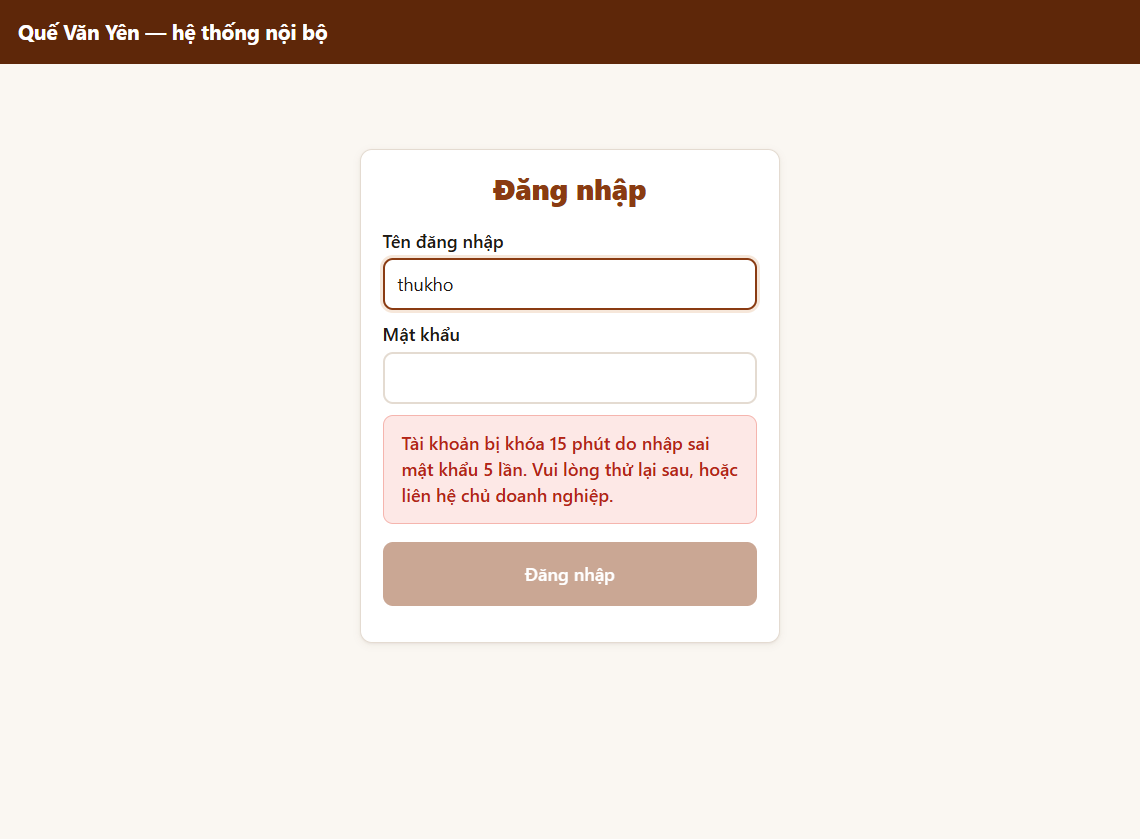 Quế Văn Yên — hệ thống nội bộ
Đăng nhập
Tên đăng nhập
thukho
Mật khẩu
Tài khoản bị khóa 15 phút do nhập sai
mật khẩu 5 lần. Vui lòng thử lại sau, hoặc
liên hệ chủ doanh nghiệp.
Đăng nhập